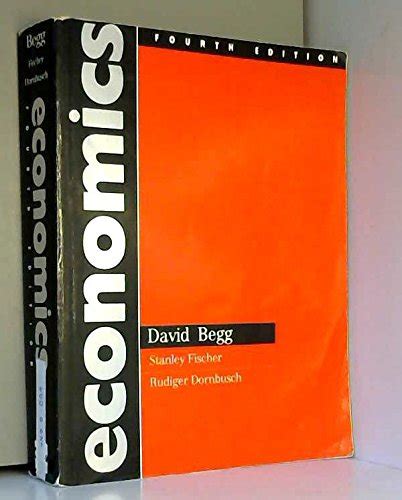 Begg
Fischer
Dornbusch
economics
economics
FOURTH EDITION
David Begg
Stanley Fischer
Rudiger Dornbusch